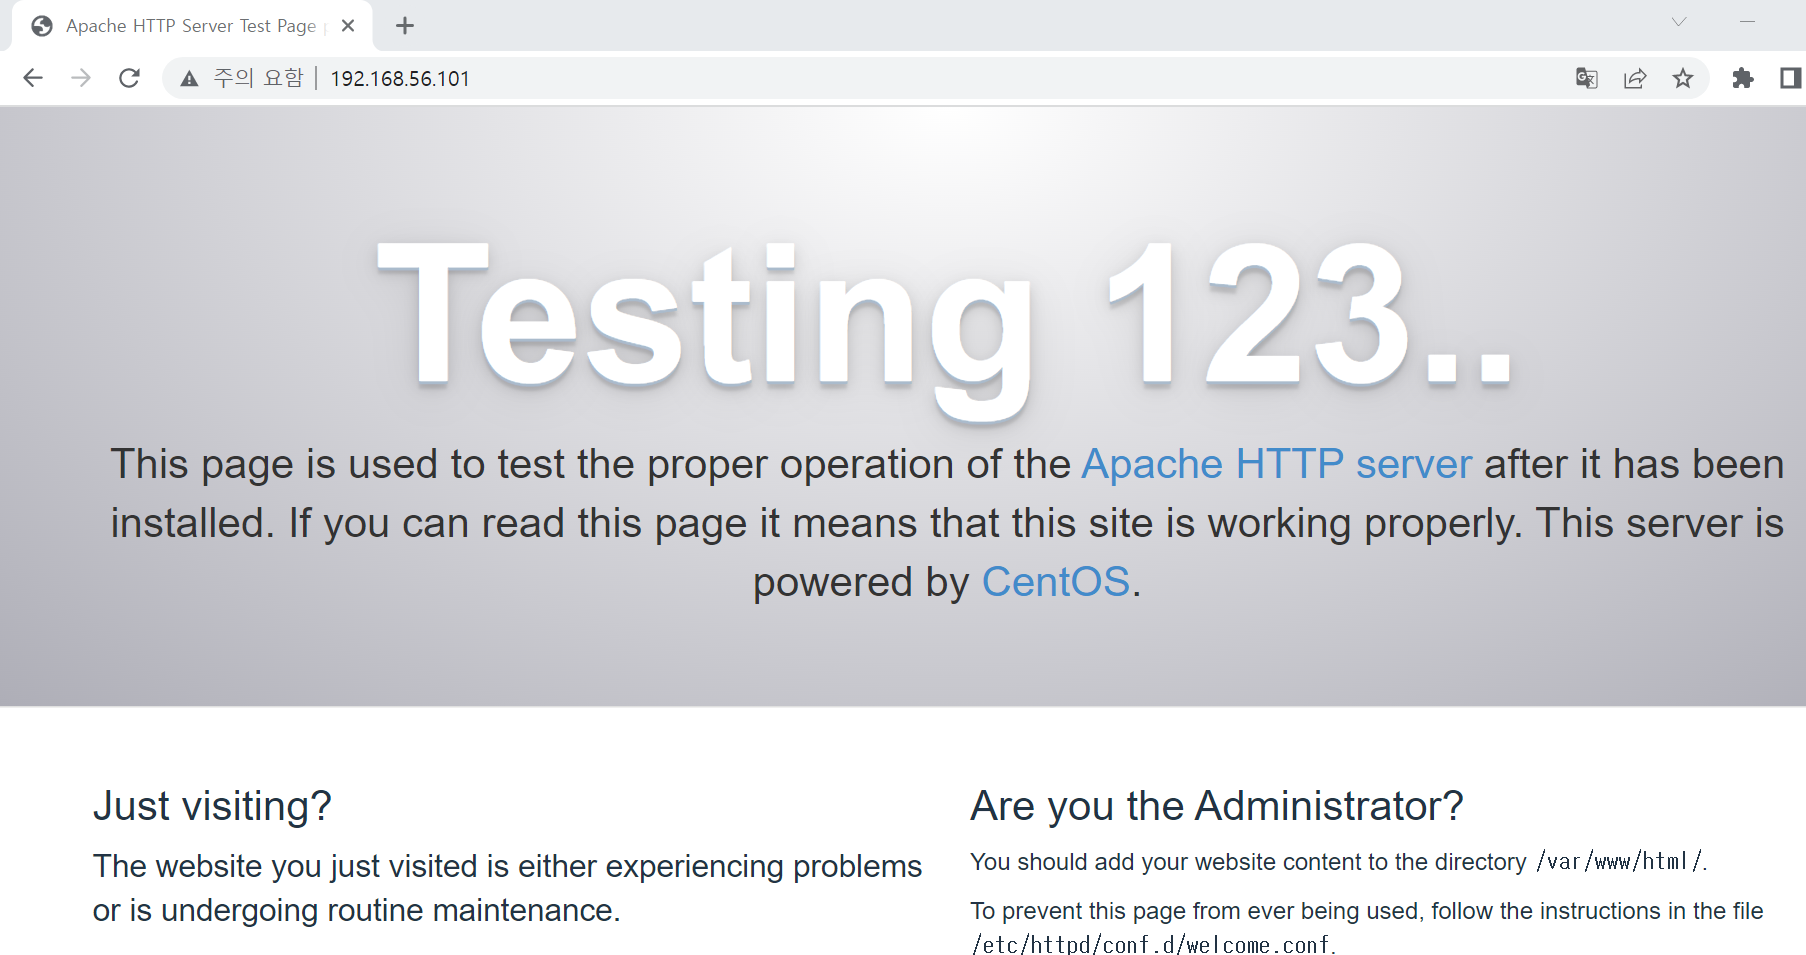 Apache HTTP Server Test Page
주의 요함 | 192.168.56.101
Testing 123..
This page is used to test the proper operation of the Apache HTTP server after it has been
installed. If you can read this page it means that this site is working properly. This server is
powered by CentOS.
Just visiting?
The website you just visited is either experiencing problems
or is undergoing routine maintenance.
Are you the Administrator?
You should add your website content to the directory /var/www/html/.
To prevent this page from ever being used, follow the instructions in the file
/etc/httpd/conf.d/welcome.conf.